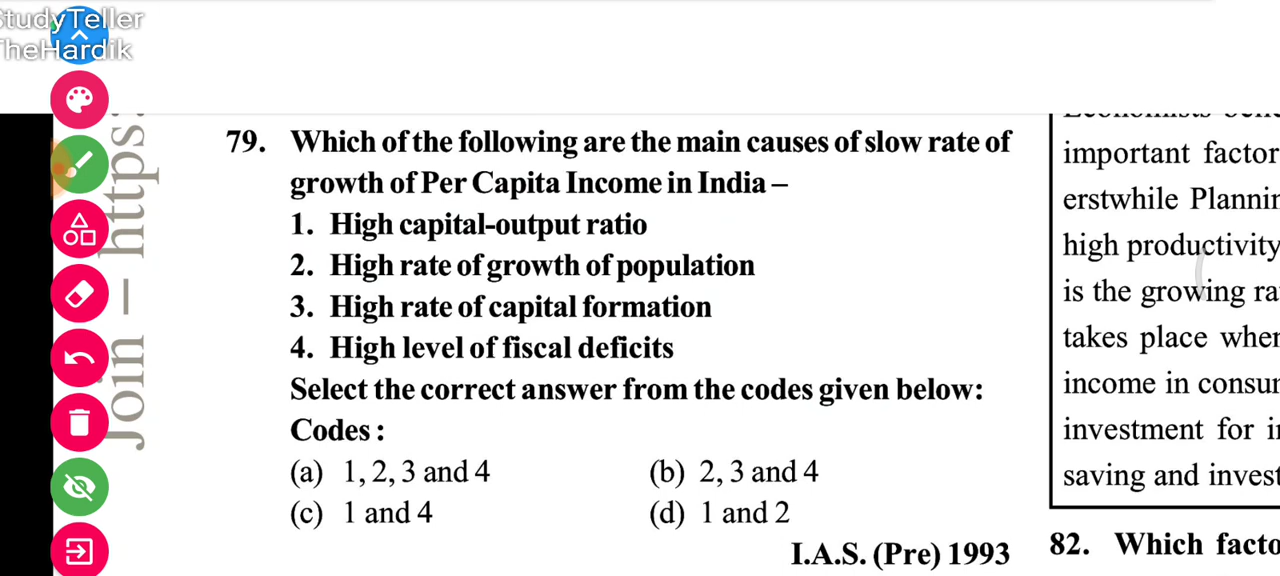 StudyTeller
TheHardik
Join – https:
79. Which of the following are the main causes of slow rate of
growth of Per Capita Income in India –
1. High capital-output ratio
2. High rate of growth of population
3. High rate of capital formation
4. High level of fiscal deficits
Select the correct answer from the codes given below:
Codes :
(a) 1, 2, 3 and 4
(b) 2, 3 and 4
(c) 1 and 4
(d) 1 and 2
I.A.S. (Pre) 1993
important factor
erstwhile
high productivity
is the growing
takes place
income in
investment for
saving and
82. Which